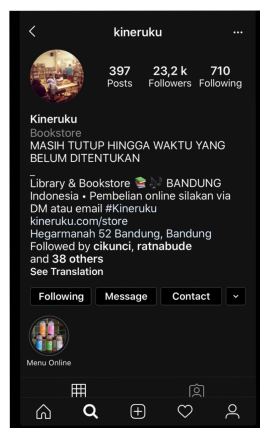 kineruku
397 23,2 k 710
Posts Followers Following
Kineruku
Bookstore
MASIH TUTUP HINGGA WAKTU YANG
BELUM DITENTUKAN
_
Library & Bookstore 📚🎶 BANDUNG
Indonesia • Pembelian online silakan via
DM atau email #Kineruku
kineruku.com/store
Hegarmanah 52 Bandung, Bandung
Followed by cikunci, ratnabude
and 38 others
See Translation
Following Message Contact
Menu Online